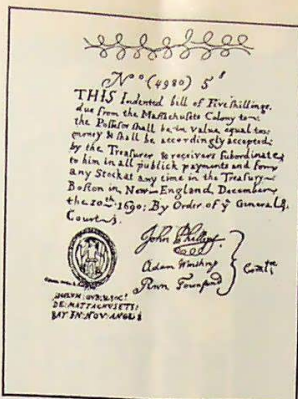 No (4980) 5s
THIS Indented bill of Five Shillings
due from the Massachusets Colony to
the Possessor shall be in value equal to
money & shall be accordingly accepted
by the Treasurer & receivers Subordinate
to him in all publick payments and for
any Stock at any time in the Treasury
Boston in New-England, December
the 10th. 1690; By Order of ye General
Court
John Phillips
Adam Winthrop
Penn Townsend
Comtee